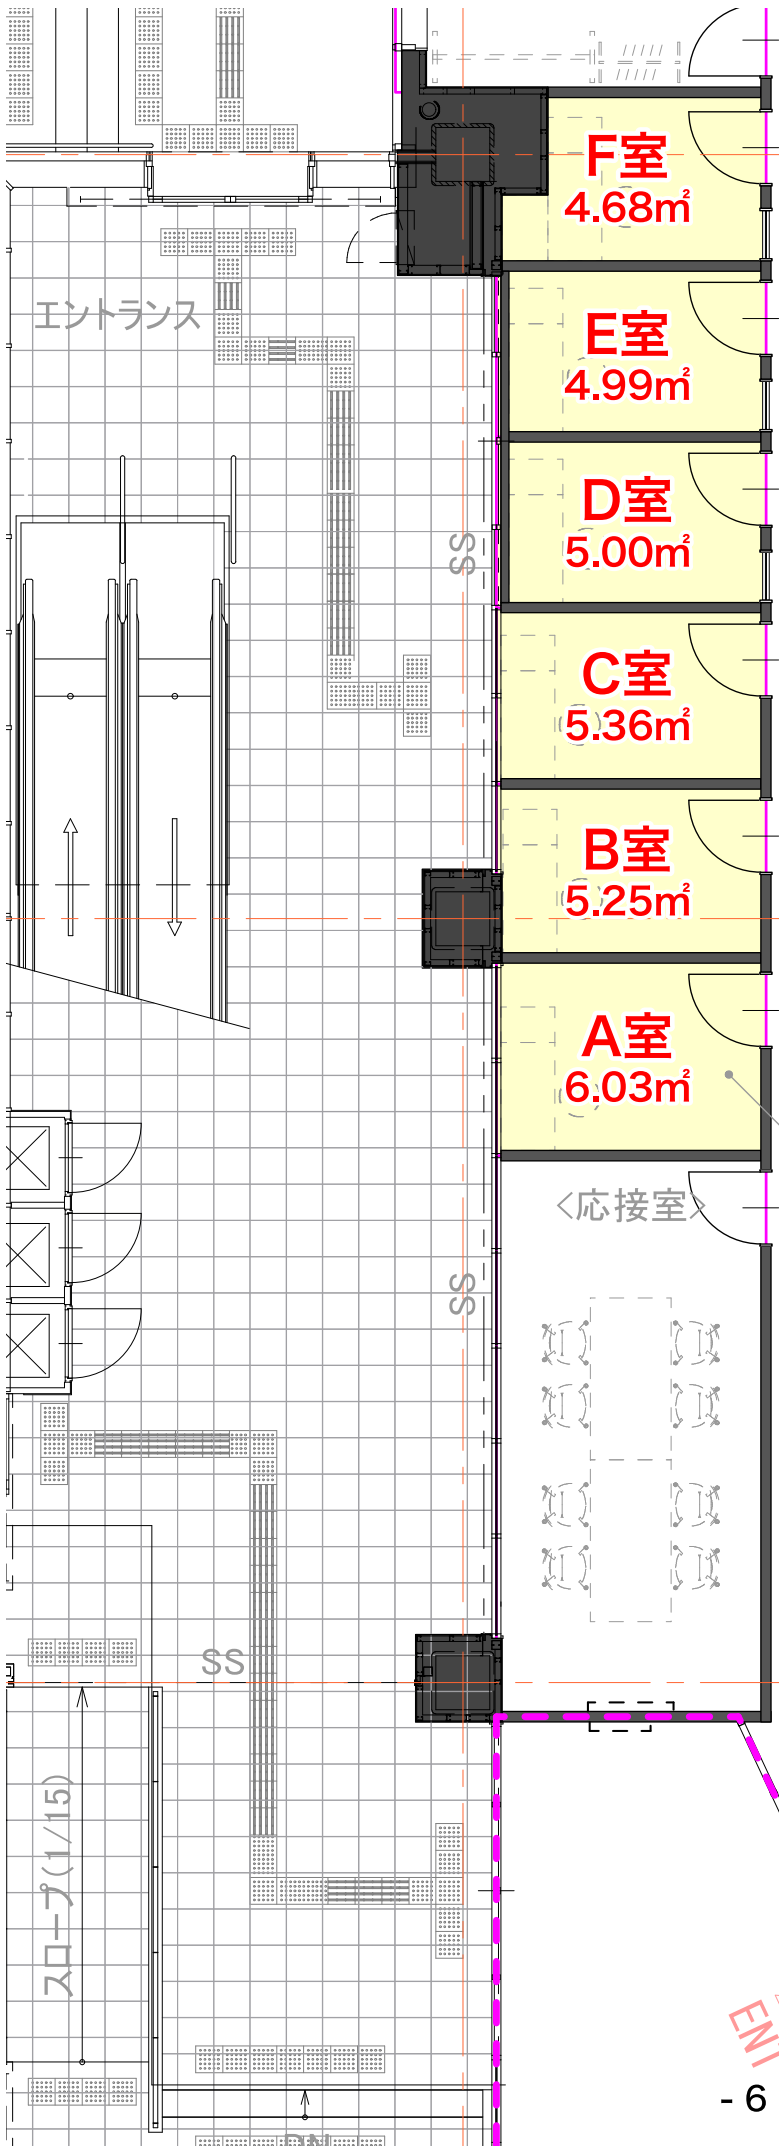 F室
4.68㎡
エントランス
E室
4.99㎡
D室
5.00㎡
SS
C室
5.36㎡
B室
5.25㎡
A室
6.03㎡
<応接室>
SS
SS
スロープ(1/15)
ENT
- 6
DN